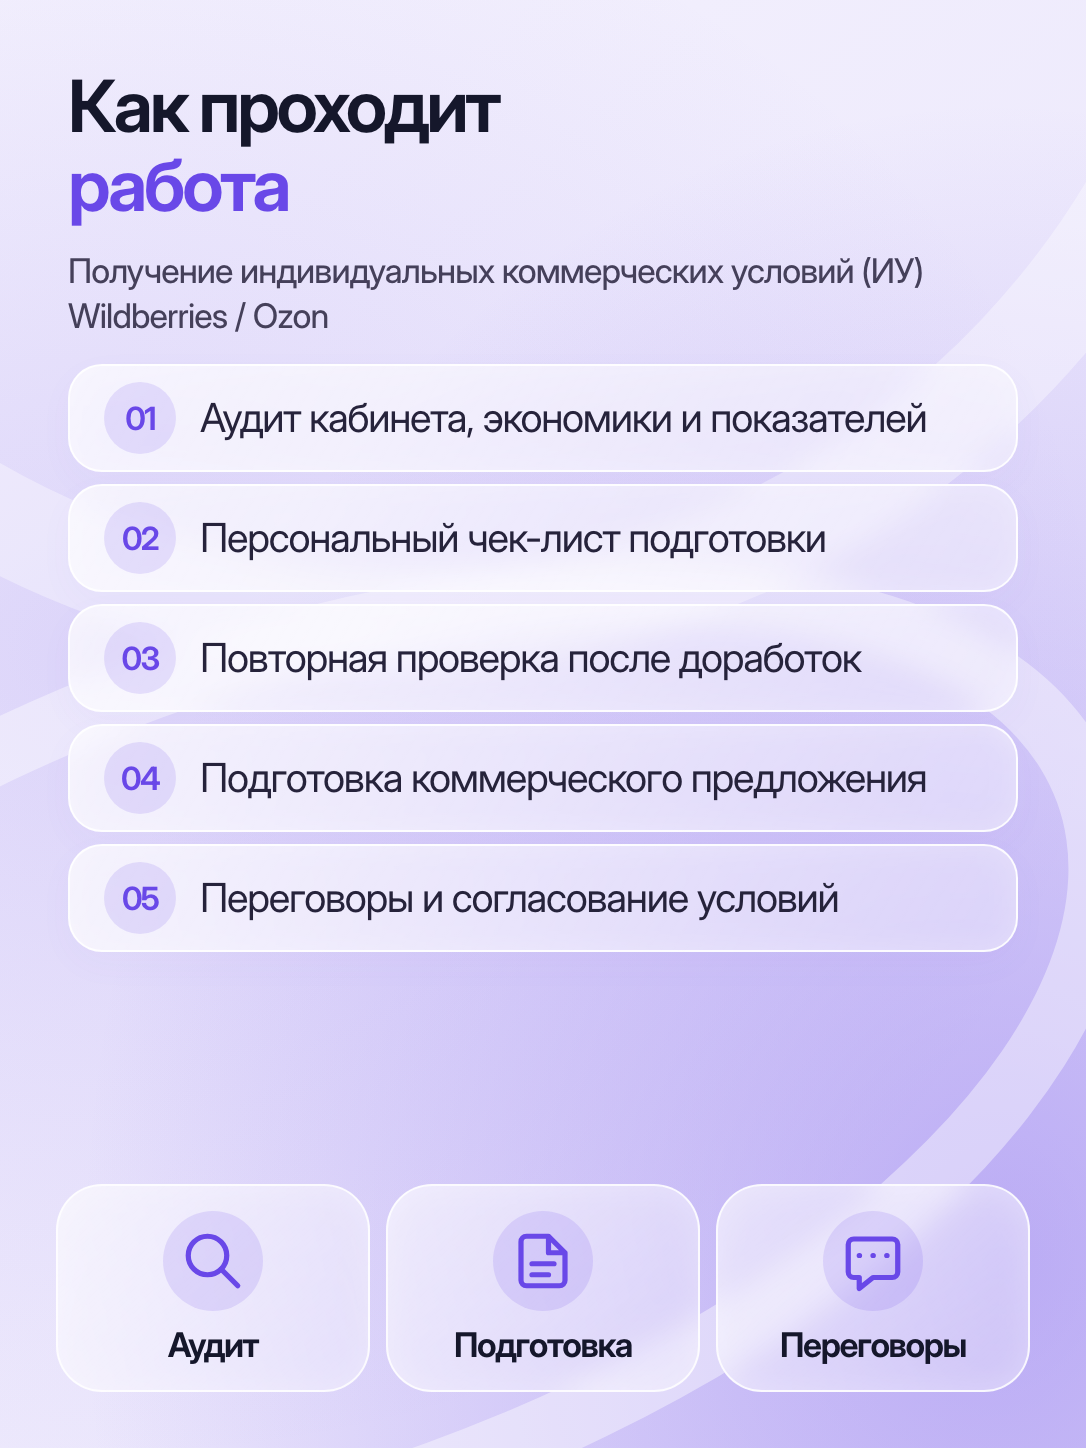 Как проходит
работа
Получение индивидуальных коммерческих условий (ИУ)
Wildberries / Ozon
01 Аудит кабинета, экономики и показателей
02 Персональный чек-лист подготовки
03 Повторная проверка после доработок
04 Подготовка коммерческого предложения
05 Переговоры и согласование условий
Аудит
Подготовка
Переговоры